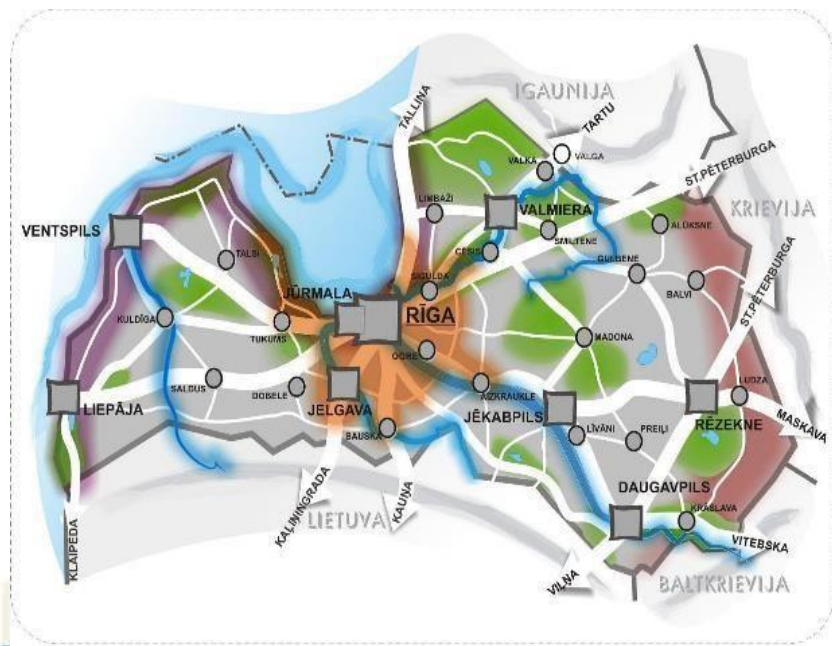 IGAUNIJA
TALLINA
TARTU
VALKA
VALGA
ST.PĒTERBURGA
KRIEVIJA
LIMBAŽI
VALMIERA
ALŪKSNE
VENTSPILS
SMILTENE
CĒSIS
TALSI
GULBENE
SIGULDA
BALVI
JŪRMALA
RĪGA
ST.PĒTERBURGA
KULDĪGA
TUKUMS
MADONA
OGRE
SALDUS
DOBELE
AIZKRAUKLE
LUDZA
LIEPĀJA
JELGAVA
JĒKABPILS
RĒZEKNE
MASKAVA
BAUSKA
LĪVĀNI
PREIĻI
DAUGAVPILS
KAĻIŅINGRADA
LIETUVA
KAUŅA
KRĀSLAVA
KLAIPĒDA
VITEBSKA
VIĻŅA
BALTKRIEVIJA